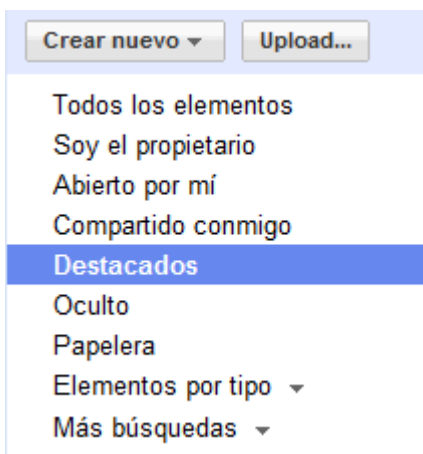 Crear nuevo Upload...
Todos los elementos
Soy el propietario
Abierto por mí
Compartido conmigo
Destacados
Oculto
Papelera
Elementos por tipo
Más búsquedas